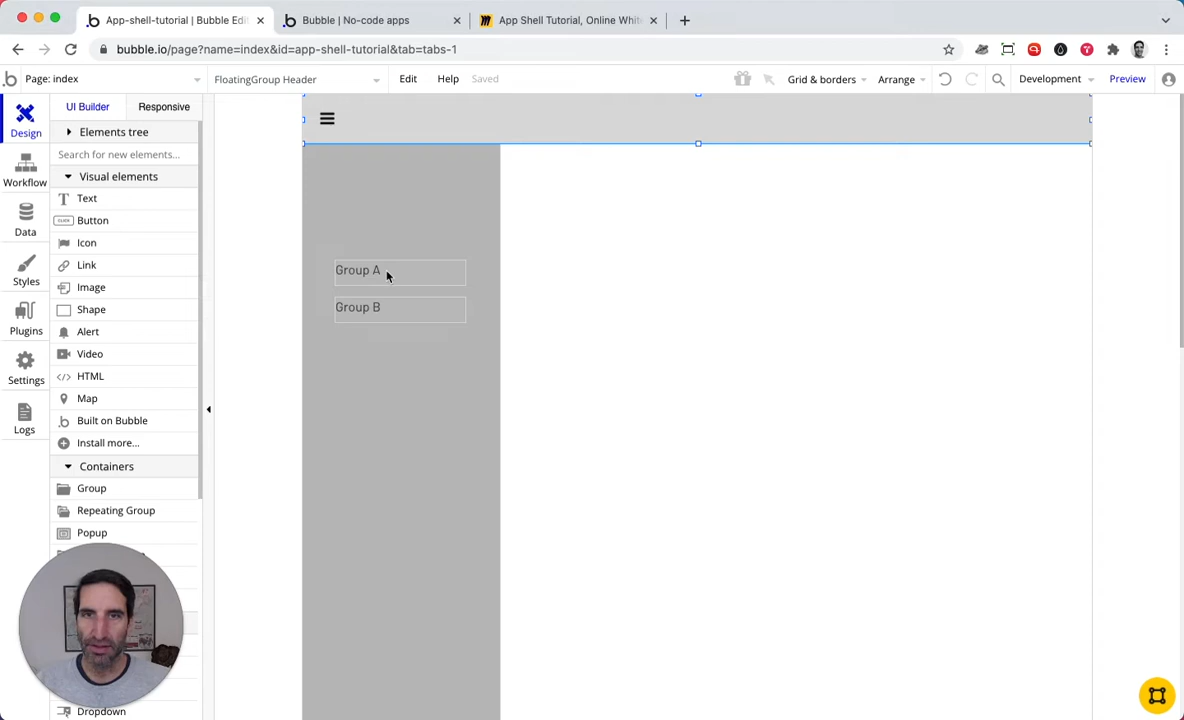 App-shell-tutorial | Bubble Edi
Bubble | No-code apps
App Shell Tutorial, Online Whit
bubble.io/page?name=index&id=app-shell-tutorial&tab=tabs-1
Page: index
FloatingGroup Header
Edit
Help
Saved
Grid & borders
Arrange
Development
Preview
UI Builder
Responsive
Design
Elements tree
Search for new elements...
Workflow
Visual elements
Text
Button
Data
Icon
Link
Styles
Image
Shape
Plugins
Alert
Video
Settings
HTML
Map
Logs
Built on Bubble
Install more...
Containers
Group
Repeating Group
Popup
Dropdown
Group A
Group B